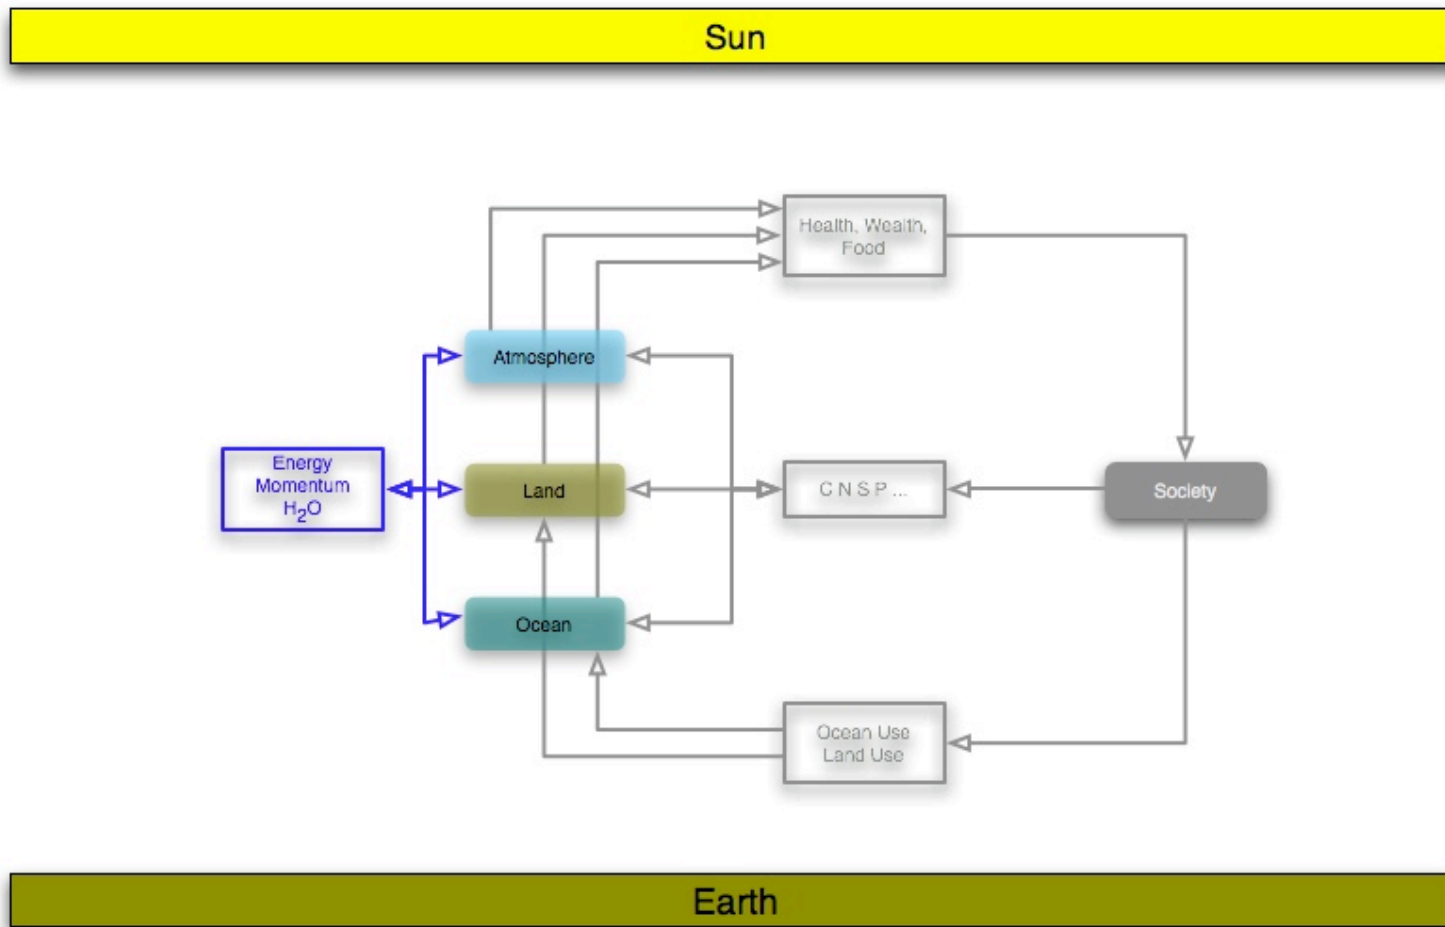 Sun
Health, Wealth,
Food
Atmosphere
Energy
Momentum
H₂O
Land
C N S P ...
Society
Ocean
Ocean Use
Land Use
Earth